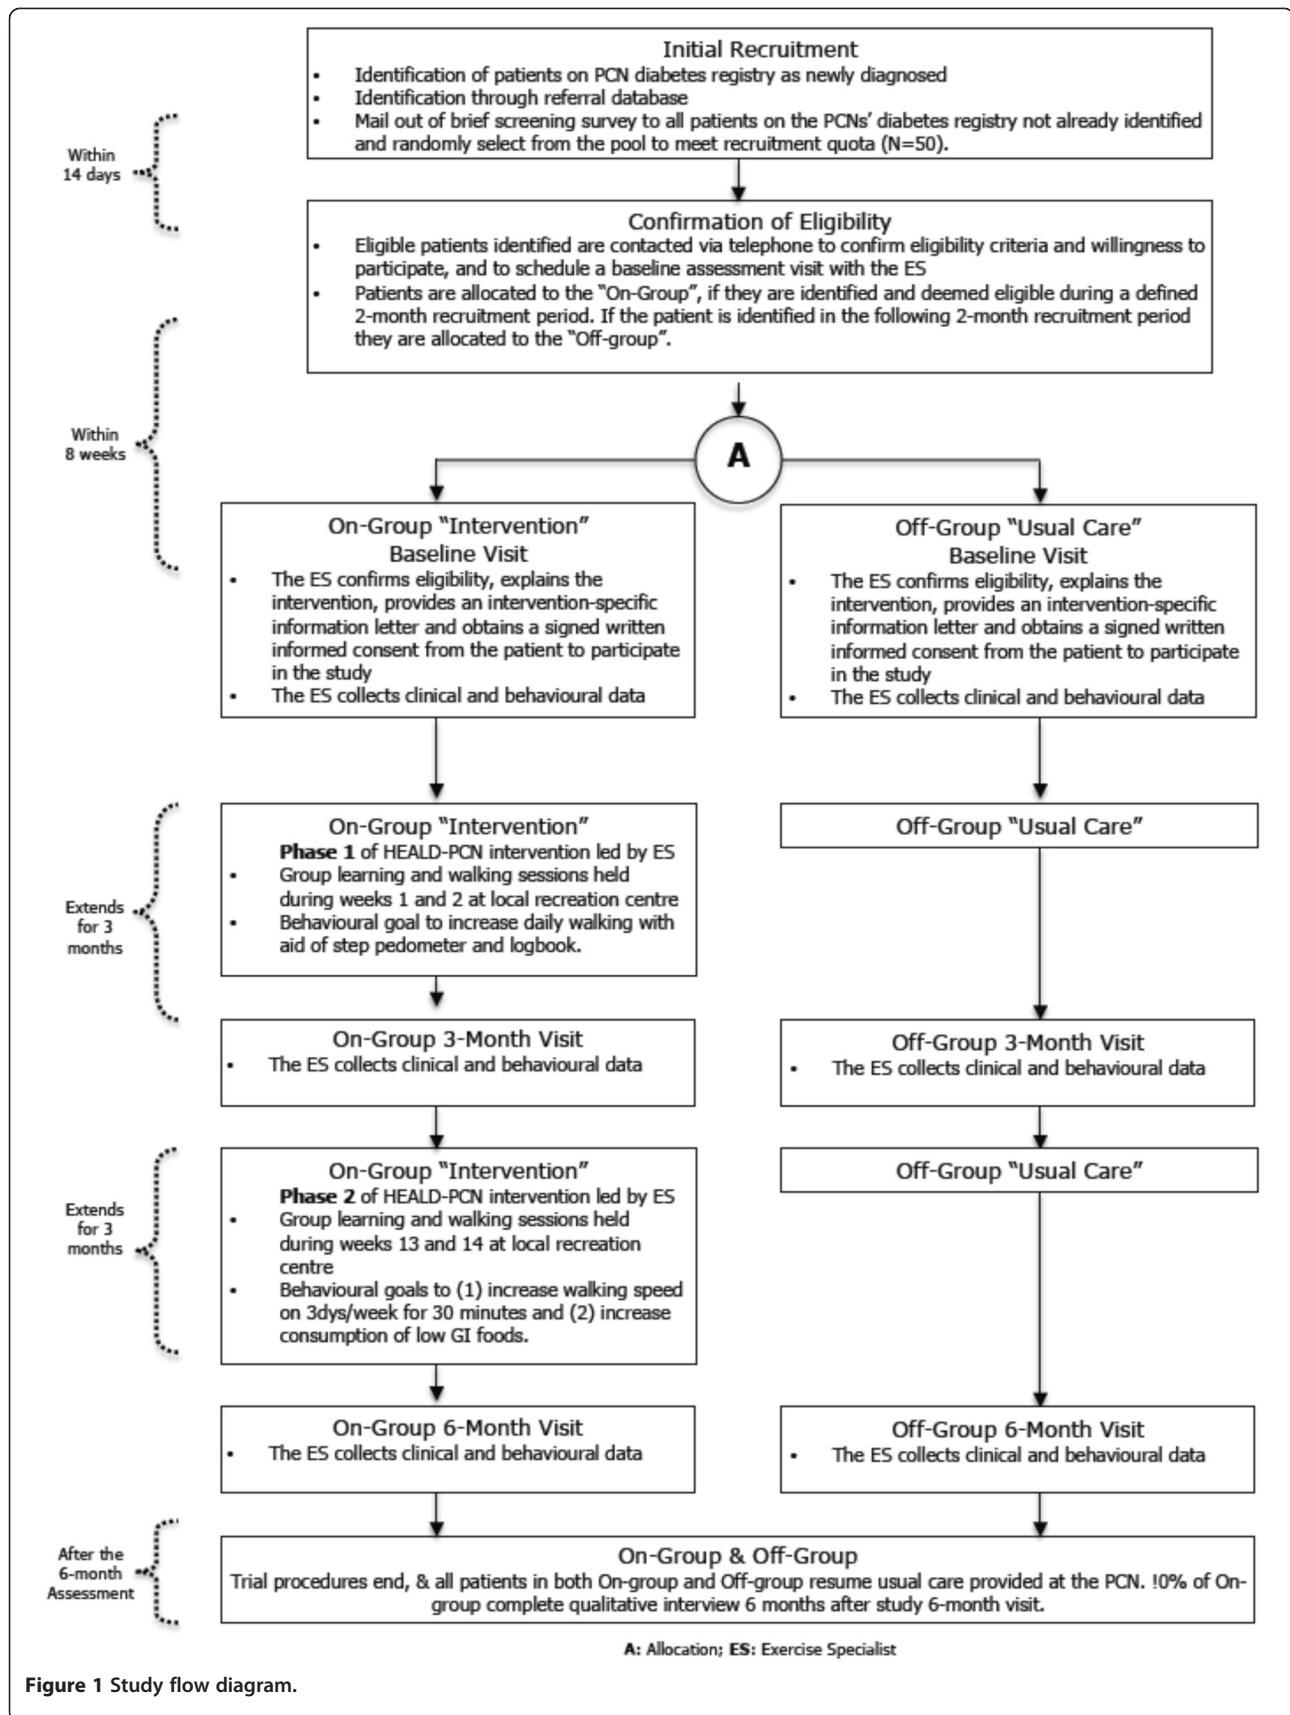 Initial Recruitment
• Identification of patients on PCN diabetes registry as newly diagnosed
• Identification through referral database
• Mail out of brief screening survey to all patients on the PCNs' diabetes registry not already identified
and randomly select from the pool to meet recruitment quota (N=50).
Within
14 days
Confirmation of Eligibility
• Eligible patients identified are contacted via telephone to confirm eligibility criteria and willingness to
participate, and to schedule a baseline assessment visit with the ES
• Patients are allocated to the "On-Group", if they are identified and deemed eligible during a defined
2-month recruitment period. If the patient is identified in the following 2-month recruitment period
they are allocated to the "Off-group".
Within
8 weeks
A
On-Group "Intervention"
Baseline Visit
• The ES confirms eligibility, explains the
intervention, provides an intervention-specific
information letter and obtains a signed written
informed consent from the patient to participate
in the study
• The ES collects clinical and behavioural data
Off-Group "Usual Care"
Baseline Visit
• The ES confirms eligibility, explains the
intervention, provides an intervention-specific
information letter and obtains a signed written
informed consent from the patient to participate
in the study
• The ES collects clinical and behavioural data
Extends
for 3
months
On-Group "Intervention"
Phase 1 of HEALD-PCN intervention led by ES
• Group learning and walking sessions held
during weeks 1 and 2 at local recreation centre
• Behavioural goal to increase daily walking with
aid of step pedometer and logbook.
Off-Group "Usual Care"
On-Group 3-Month Visit
• The ES collects clinical and behavioural data
Off-Group 3-Month Visit
• The ES collects clinical and behavioural data
Extends
for 3
months
On-Group "Intervention"
Phase 2 of HEALD-PCN intervention led by ES
• Group learning and walking sessions held
during weeks 13 and 14 at local recreation
centre
• Behavioural goals to (1) increase walking speed
on 3dys/week for 30 minutes and (2) increase
consumption of low GI foods.
Off-Group "Usual Care"
On-Group 6-Month Visit
• The ES collects clinical and behavioural data
Off-Group 6-Month Visit
• The ES collects clinical and behavioural data
After the
6-month
Assessment
On-Group & Off-Group
Trial procedures end, & all patients in both On-group and Off-group resume usual care provided at the PCN. !0% of On-
group complete qualitative interview 6 months after study 6-month visit.
A: Allocation; ES: Exercise Specialist
Figure 1 Study flow diagram.